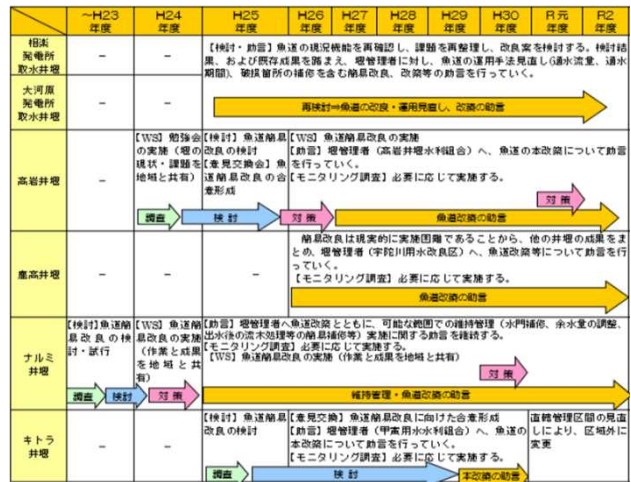 ～H23年度 H24年度 H25年度 H26年度 H27年度 H28年度 H29年度 H30年度 R元年度 R2年度
相楽発電所取水井堰
－
－
【検討・助言】魚道の現況機能を再確認し、課題を再整理し、改良案を検討する。検討結
果、および既存成果を踏まえ、堰管理者に対し、魚道の運用手法見直し(通水流量、通水
期間)、破損箇所の補修を含む簡易改良、改築等の助言を行っていく。
大河原発電所取水井堰
－
－
再検討⇒魚道の改良・運用見直し、改築の助言
高岩井堰
－
【WS】勉強会
の実施（堰の
現状・課題を
地域と共有）
【検討】魚道簡易
改良の検討
【意見交換会】魚
道簡易改良の合
意形成
【WS】魚道簡易改良の実施
【助言】堰管理者（高岩井堰水利組合）へ、魚道の本改築について助言
を行っていく。
【モニタリング調査】必要に応じて実施する。
調査
検討
対策
対策
魚道改築の助言
鹿高井堰
－
－
－
簡易改良は現実的に実施困難であることから、他の井堰の成果をま
とめ、堰管理者（宇陀川用水改良区）へ、魚道改築等について助言を行
っていく。
【モニタリング調査】必要に応じて実施する。
魚道改築の助言
ナルミ井堰
【検討】魚道簡
易改良の検
討・試行
【WS】魚道簡
易改良の実施
（作業と成果
を地域と共
有）
【助言】堰管理者へ魚道改築とともに、可能な範囲での維持管理（水門補修、余水量の調整、
出水後の流木処理等の簡易補修等）実施に関する助言を継続する。
【モニタリング調査】必要に応じて実施する。
【WS】魚道簡易改良の実施（作業と成果を地域と共有）
調査
検討
対策
対策
維持管理・魚道改築の助言
キトラ井堰
－
－
【検討】魚道簡易
改良の検討
【意見交換】魚道簡易改良に向けた合意形成
【助言】堰管理者（甲富用水水利組合）へ、魚道の
本改築について助言を行っていく。
【モニタリング調査】必要に応じて実施する。
直轄管理区間の見直
しにより、区域外に
変更
調査
検討
本改築の助言